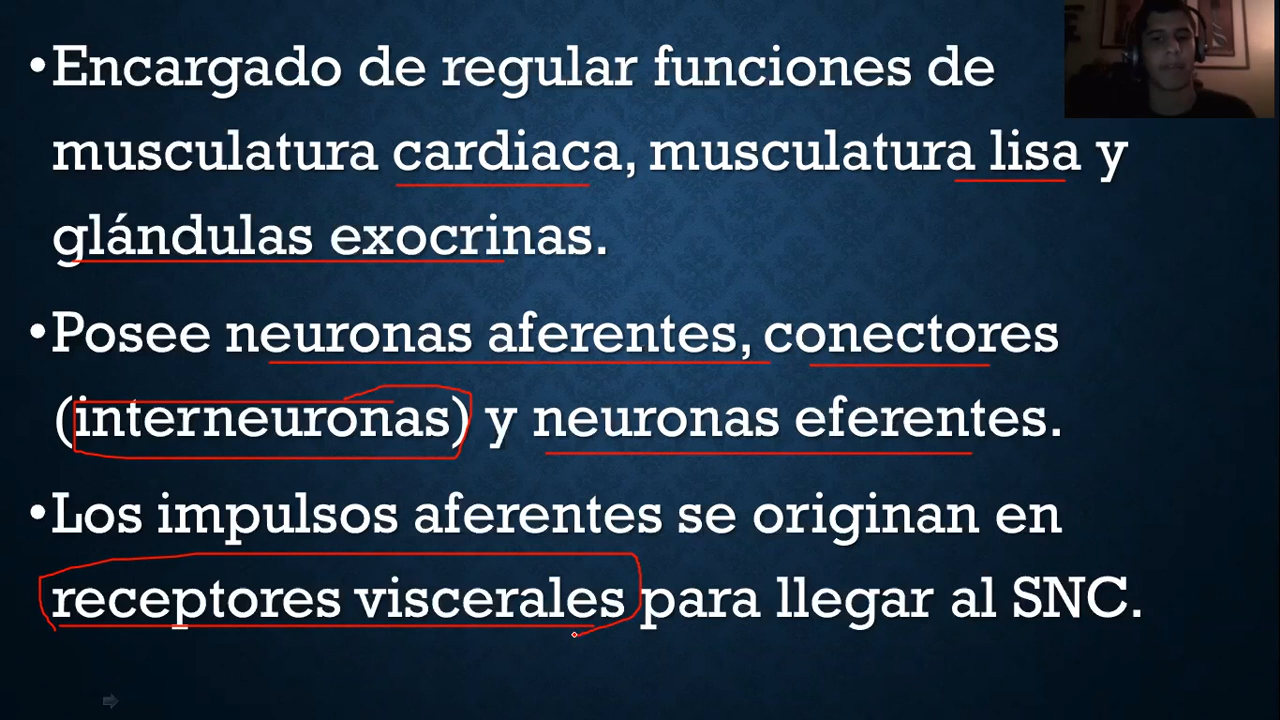 •Encargado de regular funciones de
musculatura cardiaca, musculatura lisa y
glándulas exocrinas.
•Posee neuronas aferentes, conectores
(interneuronas) y neuronas eferentes.
•Los impulsos aferentes se originan en
receptores viscerales para llegar al SNC.